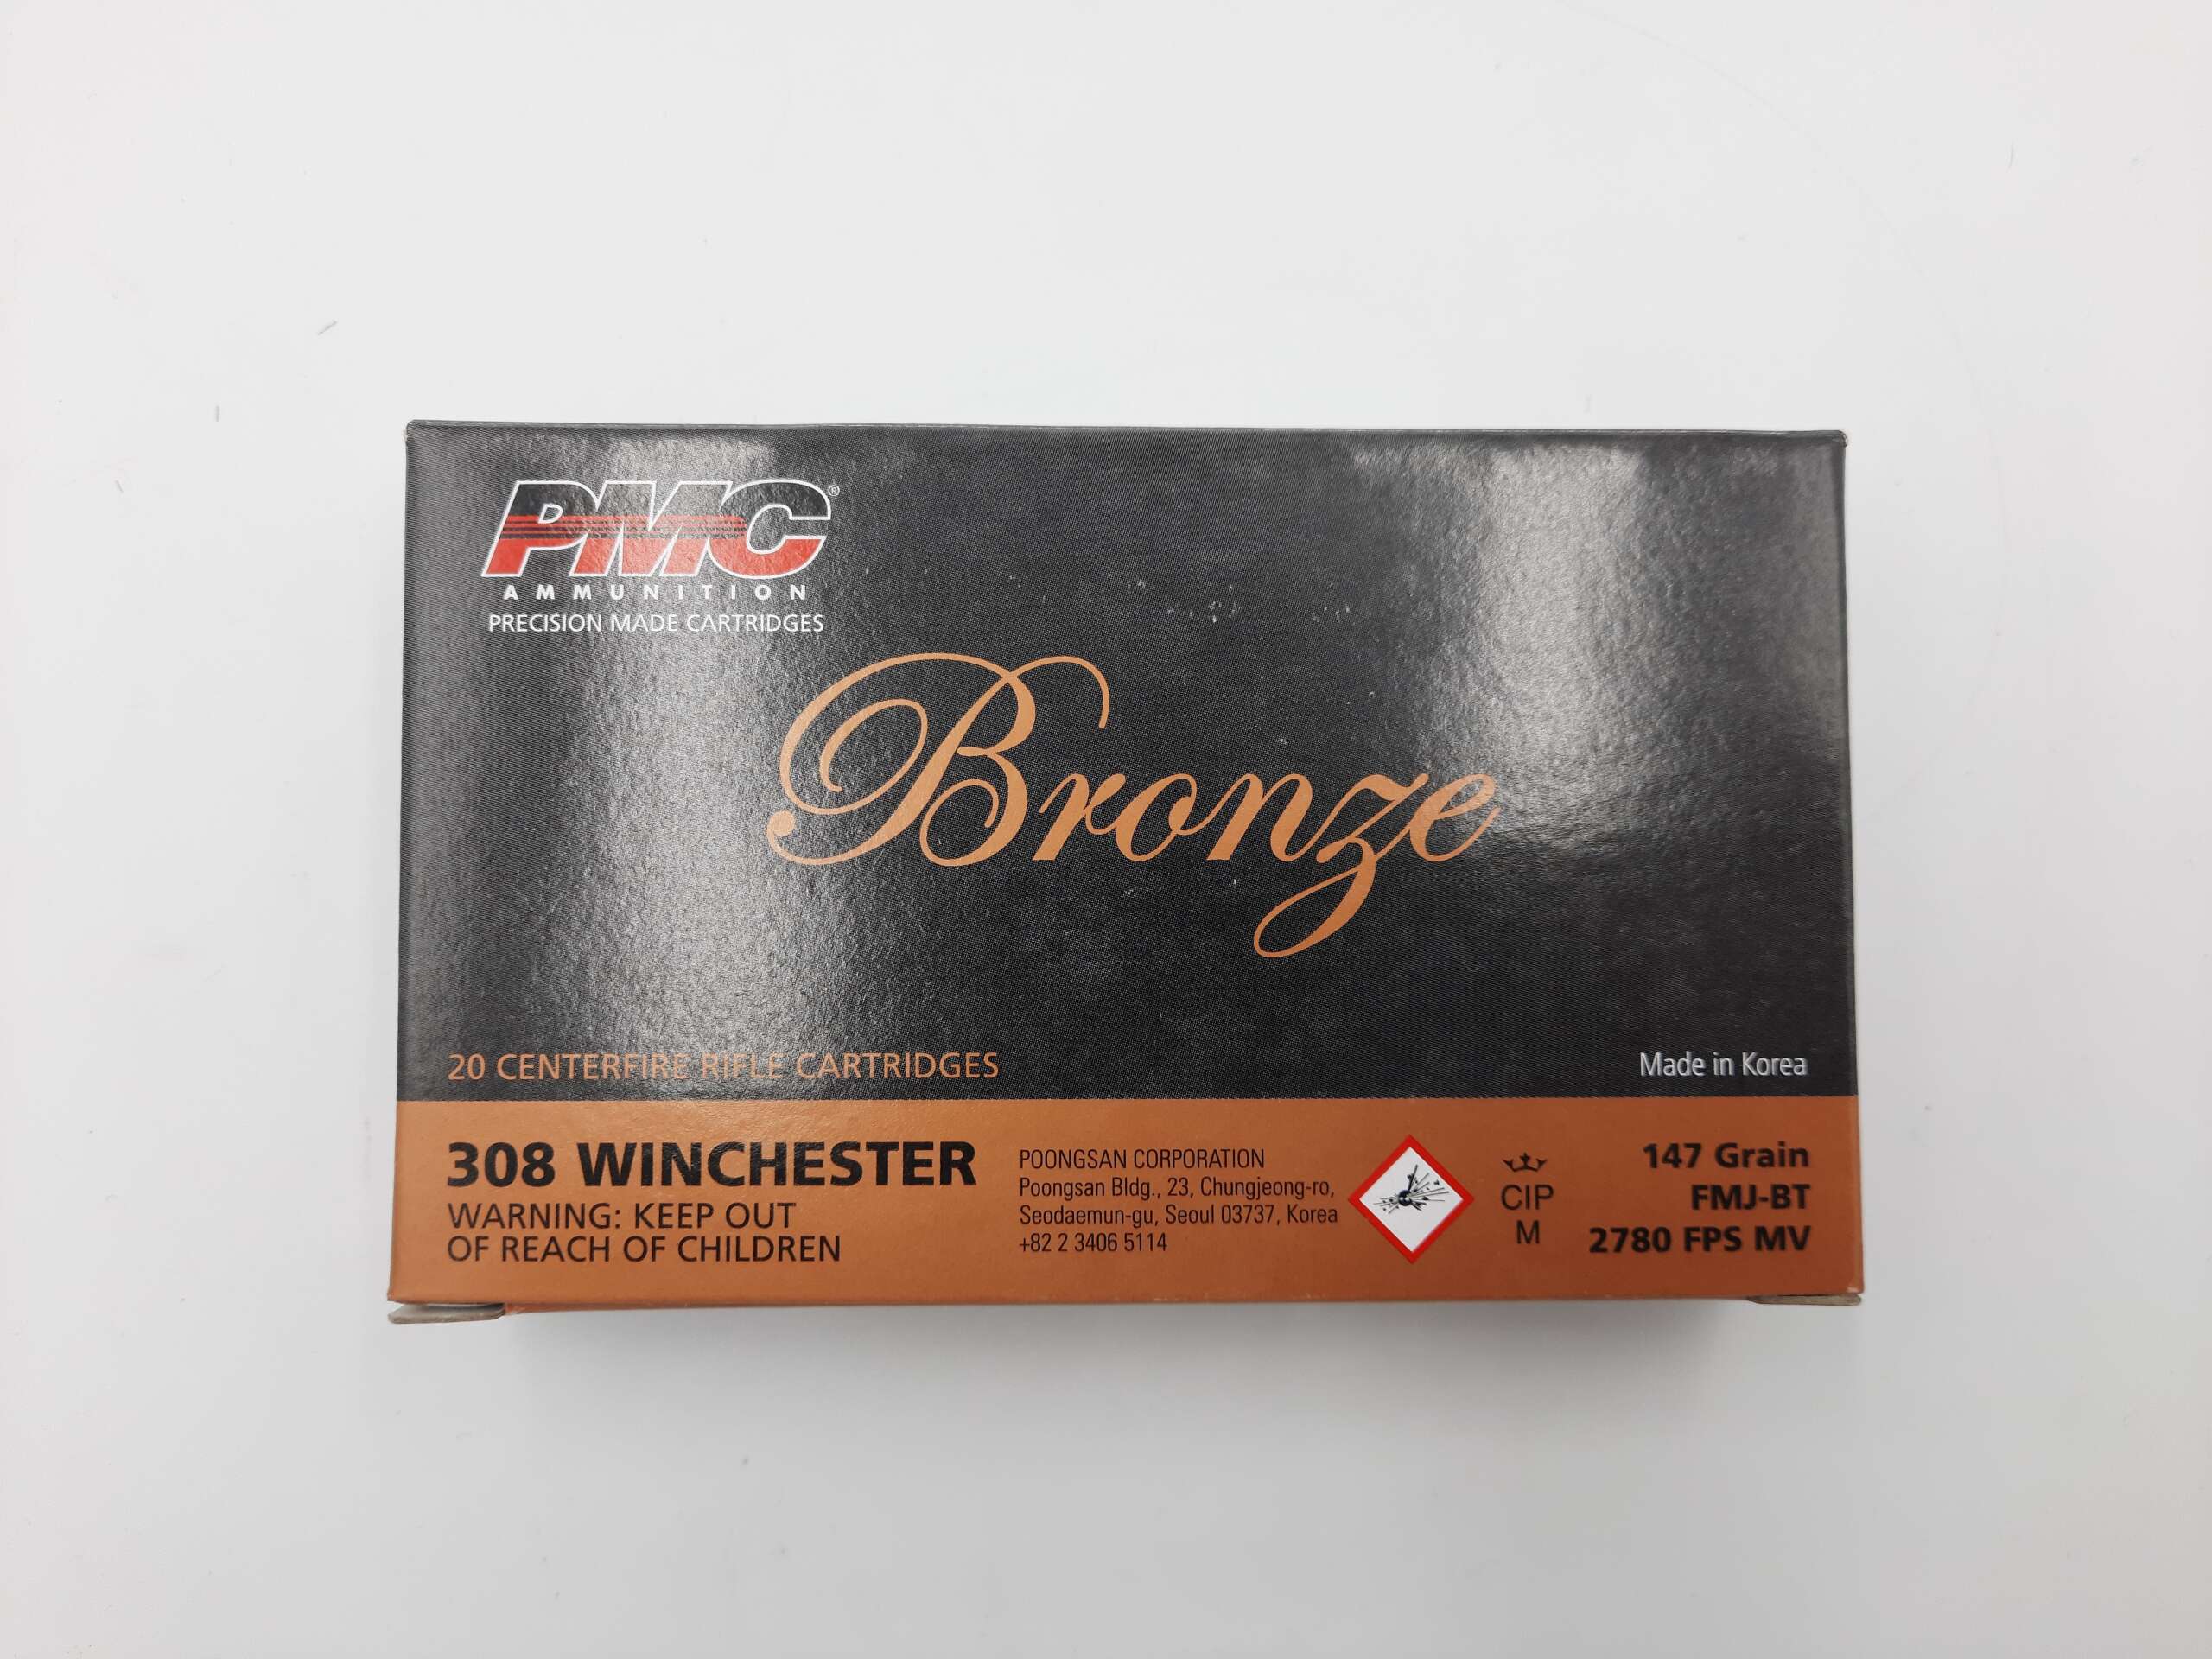 PMC®
AMMUNITION
PRECISION MADE CARTRIDGES
Bronze
20 CENTERFIRE RIFLE CARTRIDGES
Made in Korea
308 WINCHESTER
WARNING: KEEP OUT
OF REACH OF CHILDREN
POONGSAN CORPORATION
Poongsan Bldg., 23, Chungjeong-ro,
Seodaemun-gu, Seoul 03737, Korea
+82 2 3406 5114
CIP
M
147 Grain
FMJ-BT
2780 FPS MV